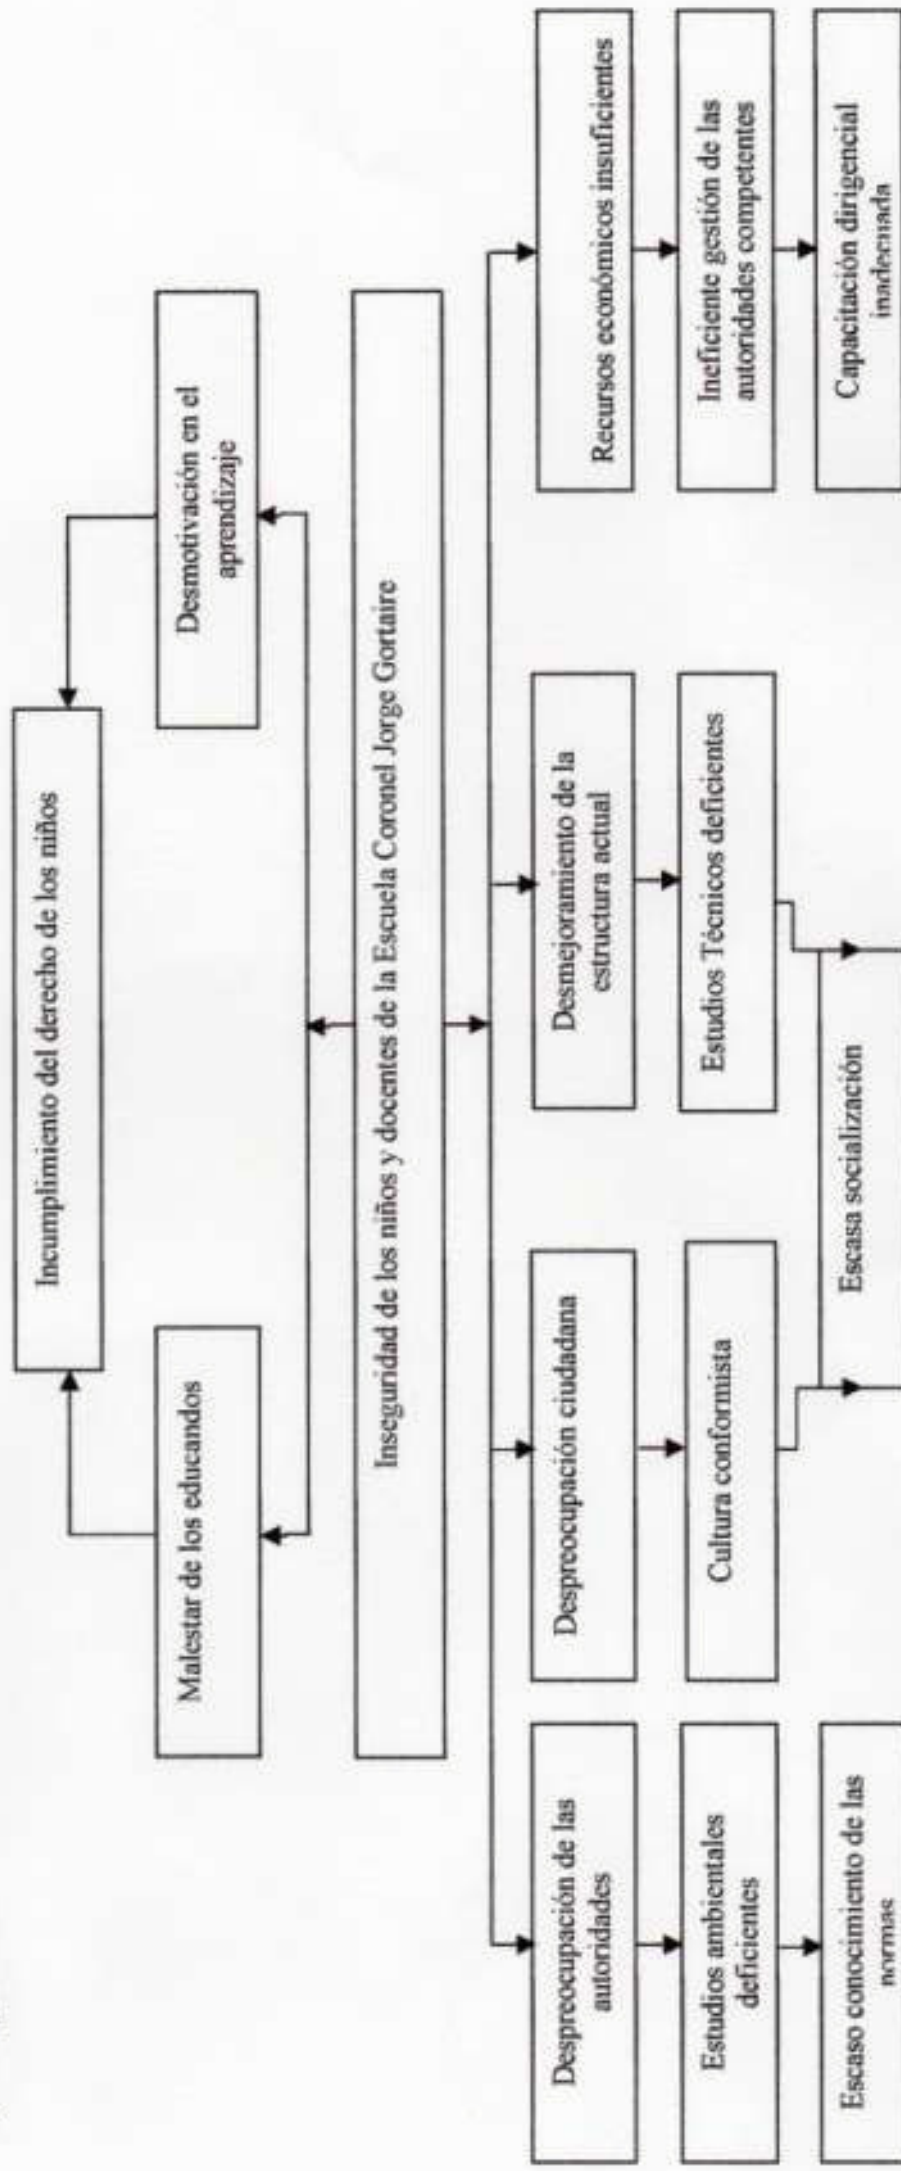 Incumplimiento del derecho de los niños
Malestar de los educandos
Desmotivación en el
aprendizaje
Inseguridad de los niños y docentes de la Escuela Coronel Jorge Gortaire
Despreocupación de las
autoridades
Despreocupación ciudadana
Desmejoramiento de la
estructura actual
Recursos económicos insuficientes
Estudios ambientales
deficientes
Cultura conformista
Estudios Técnicos deficientes
Ineficiente gestión de las
autoridades competentes
Escaso conocimiento de las
normas
Escasa socialización
Capacitación dirigencial
inadecuada